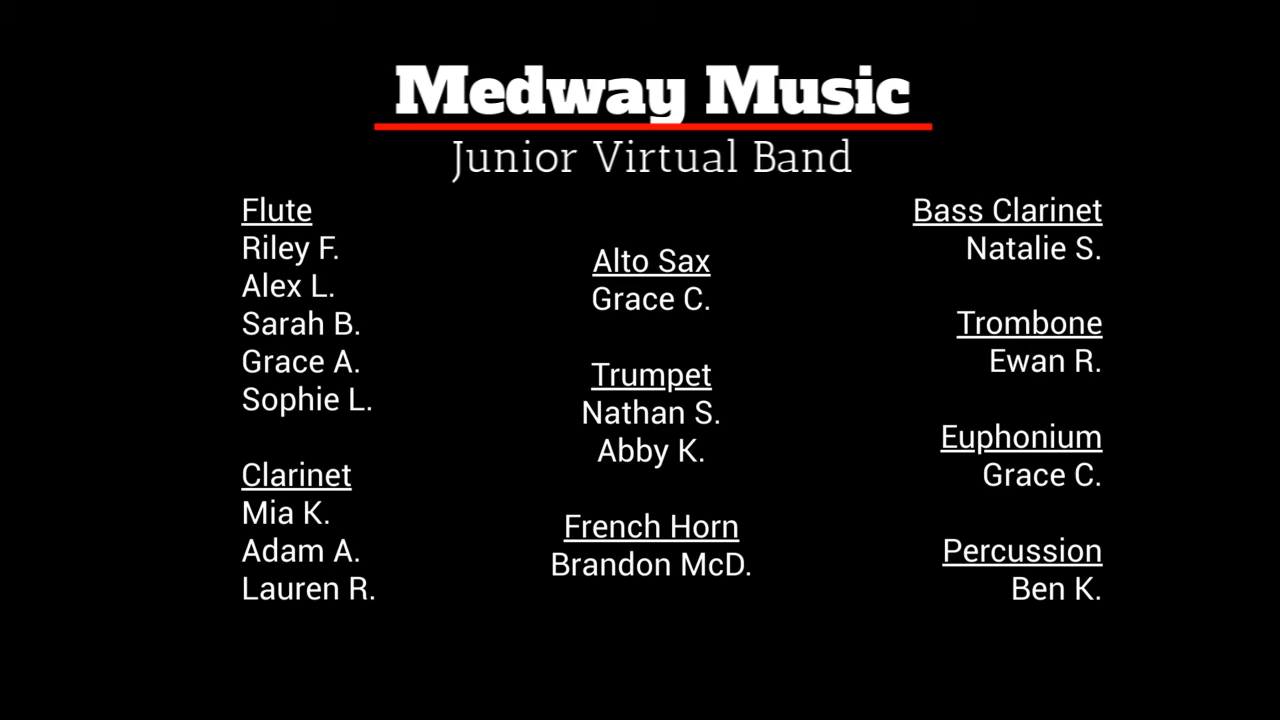 Medway Music
Junior Virtual Band
Flute
Riley F.
Alex L.
Sarah B.
Grace A.
Sophie L.
Clarinet
Mia K.
Adam A.
Lauren R.
Alto Sax
Grace C.
Trumpet
Nathan S.
Abby K.
French Horn
Brandon McD.
Bass Clarinet
Natalie S.
Trombone
Ewan R.
Euphonium
Grace C.
Percussion
Ben K.